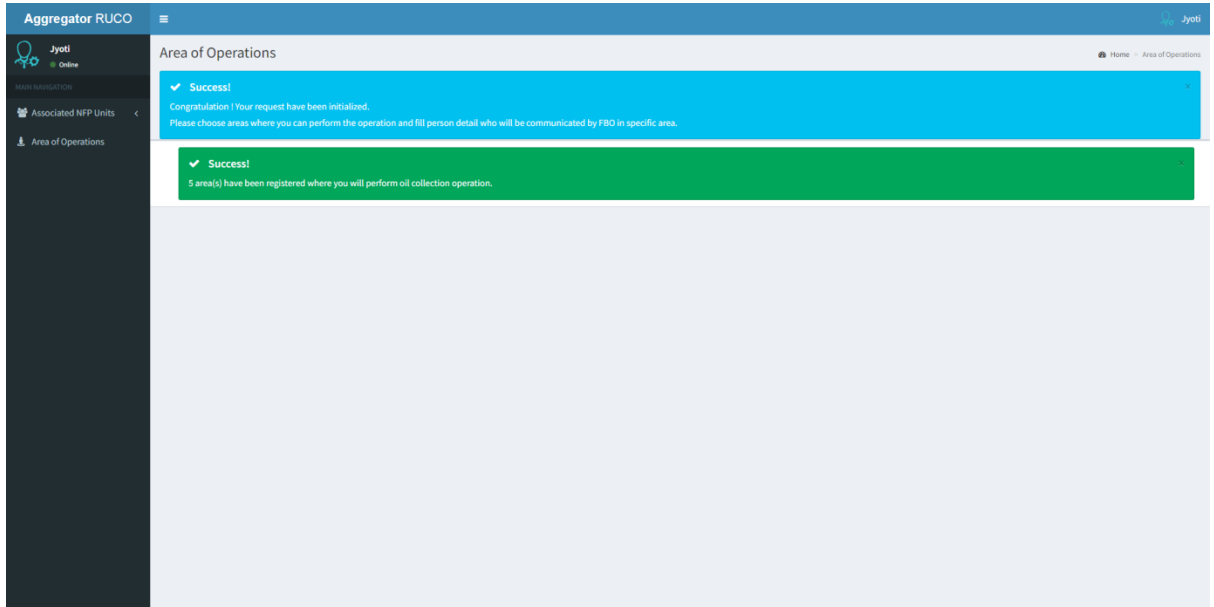 Aggregator RUCO
Jyoti
Jyoti
Online
MAIN NAVIGATION
Associated NFP Units
Area of Operations
Area of Operations
Home > Area of Operations
Success!
×
Congratulation ! Your request have been initialized.
Please choose areas where you can perform the operation and fill person detail who will be communicated by FBO in specific area.
Success!
×
5 area(s) have been registered where you will perform oil collection operation.